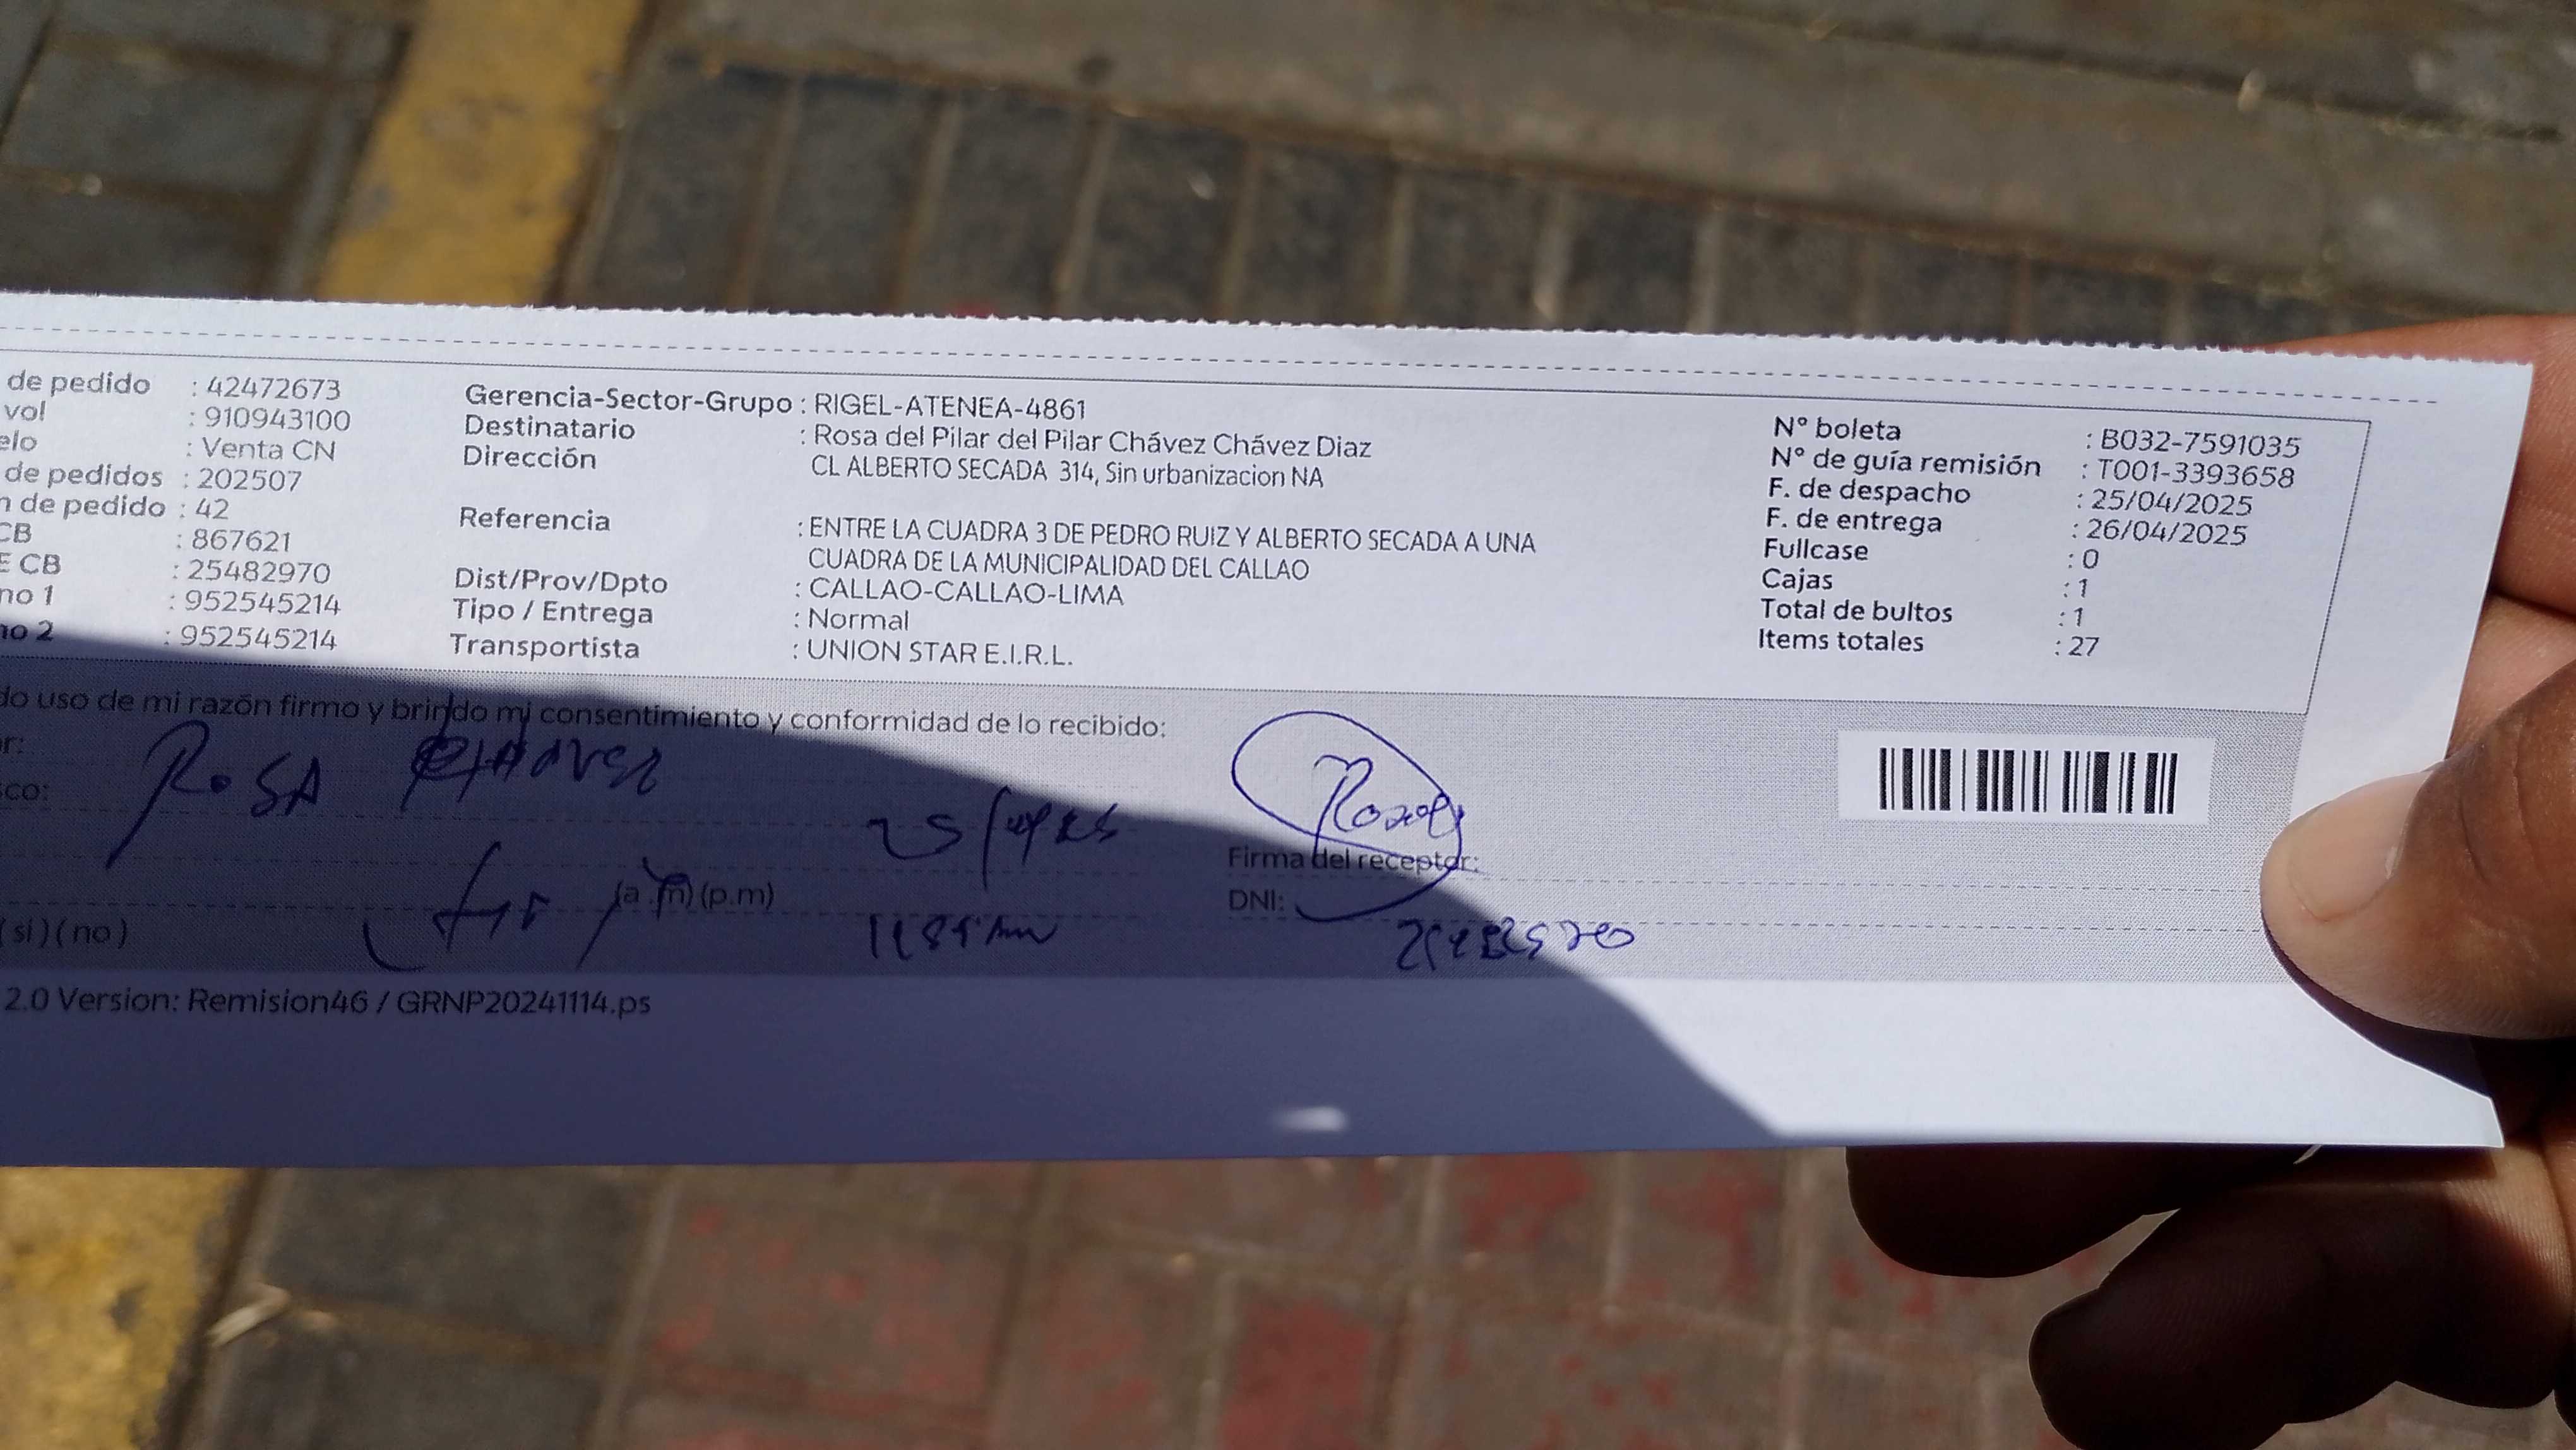 de pedido : 42472673
vol : 910943100
elo : Venta CN
de pedidos : 202507
n de pedido : 42
CB : 867621
E CB : 25482970
no 1 : 952545214
no 2 : 952545214
Gerencia-Sector-Grupo : RIGEL-ATENEA-4861
Destinatario : Rosa del Pilar del Pilar Chávez Chávez Diaz
Dirección CL ALBERTO SECADA 314, Sin urbanizacion NA
Referencia : ENTRE LA CUADRA 3 DE PEDRO RUIZ Y ALBERTO SECADA A UNA
CUADRA DE LA MUNICIPALIDAD DEL CALLAO
Dist/Prov/Dpto : CALLAO-CALLAO-LIMA
Tipo / Entrega : Normal
Transportista : UNION STAR E.I.R.L.
N° boleta : B032-7591035
N° de guía remisión : T001-3393658
F. de despacho : 25/04/2025
F. de entrega : 26/04/2025
Fullcase : 0
Cajas : 1
Total de bultos : 1
Items totales : 27
do uso de mi razón firmo y brindo mi consentimiento y conformidad de lo recibido:
r:
ROSA
co:
Firma del receptor:
(a.m) (p.m)
DNI:
(si) (no)
2.0 Version: Remision46 / GRNP20241114.ps